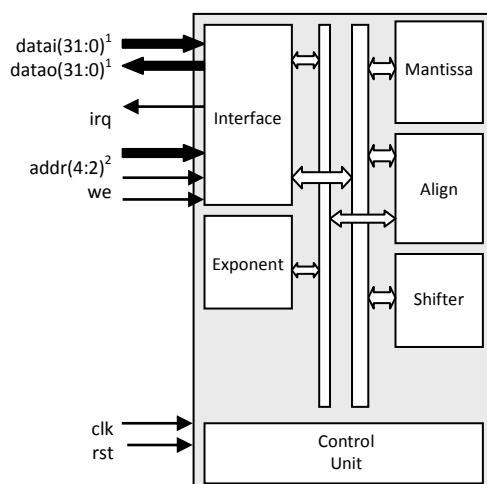 datai(31:0)¹
datao(31:0)¹
irq
addr(4:2)²
we
clk
rst
Interface
Exponent
Mantissa
Align
Shifter
Control
Unit